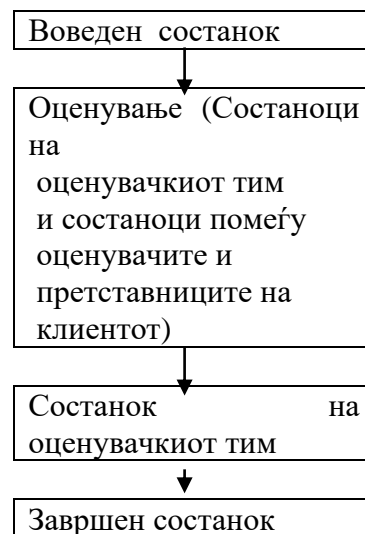 Воведен состанок
Оценување (Состаноци
на
оценувачкиот тим
и состаноци помеѓу
оценувачите и
претставниците на
клиентот)
Состанок на
оценувачкиот тим
Завршен состанок